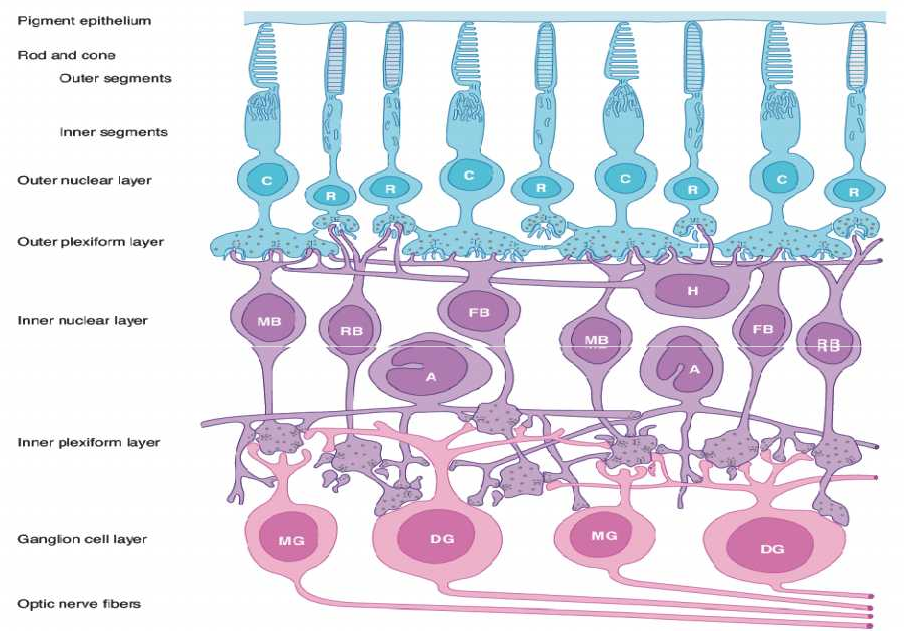 Pigment epithelium
Rod and cone
Outer segments
Inner segments
Outer nuclear layer
C R R C R C R C R
Outer plexiform layer
H
Inner nuclear layer
MB RB FB MB FB RB
A A
Inner plexiform layer
Ganglion cell layer
MG DG MG DG
Optic nerve fibers